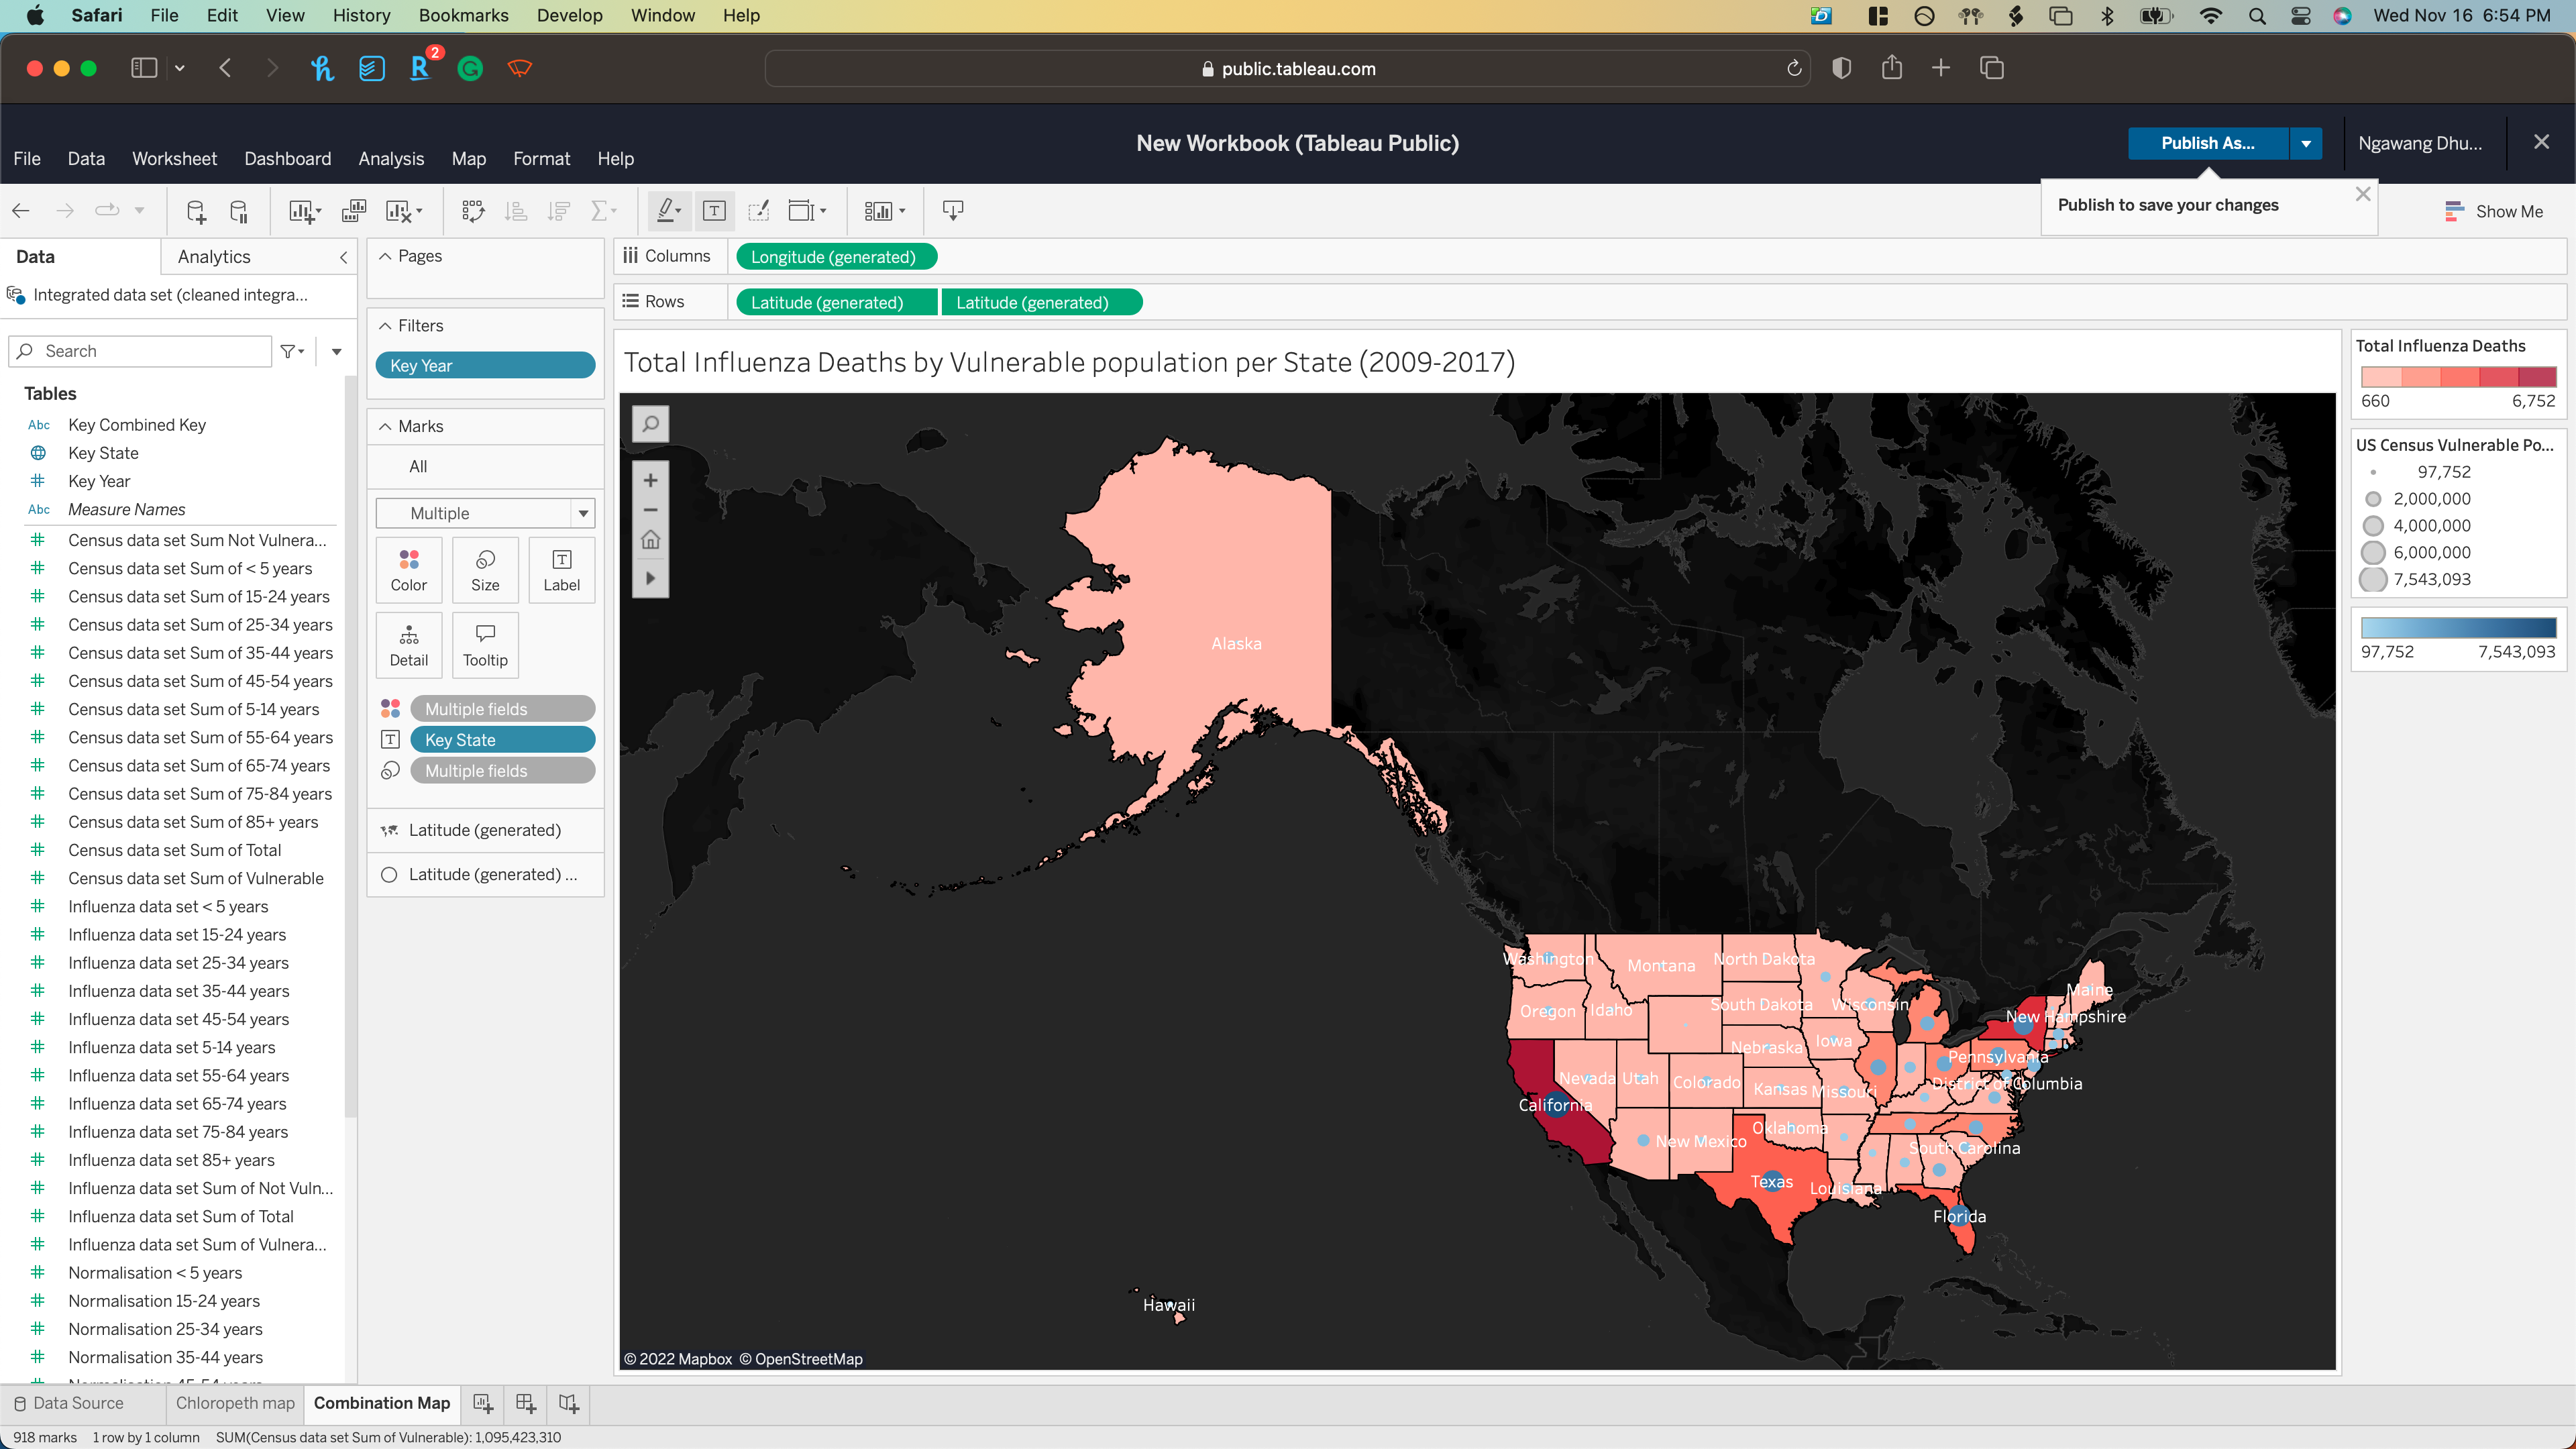 Safari File Edit View History Bookmarks Develop Window Help Wed Nov 16 6:54 PM
2
public.tableau.com
New Workbook (Tableau Public)
Publish As...
Ngawang Dhu...
File Data Worksheet Dashboard Analysis Map Format Help
Publish to save your changes
Show Me
Data
Analytics
Integrated data set (cleaned integra...
Search
Tables
Abc Key Combined Key
Key State
# Key Year
Abc Measure Names
# Census data set Sum Not Vulnera...
# Census data set Sum of < 5 years
# Census data set Sum of 15-24 years
# Census data set Sum of 25-34 years
# Census data set Sum of 35-44 years
# Census data set Sum of 45-54 years
# Census data set Sum of 5-14 years
# Census data set Sum of 55-64 years
# Census data set Sum of 65-74 years
# Census data set Sum of 75-84 years
# Census data set Sum of 85+ years
# Census data set Sum of Total
# Census data set Sum of Vulnerable
# Influenza data set < 5 years
# Influenza data set 15-24 years
# Influenza data set 25-34 years
# Influenza data set 35-44 years
# Influenza data set 45-54 years
# Influenza data set 5-14 years
# Influenza data set 55-64 years
# Influenza data set 65-74 years
# Influenza data set 75-84 years
# Influenza data set 85+ years
# Influenza data set Sum of Not Vuln...
# Influenza data set Sum of Total
# Influenza data set Sum of Vulnera...
# Normalisation < 5 years
# Normalisation 15-24 years
# Normalisation 25-34 years
# Normalisation 35-44 years
Pages
Filters
Key Year
Marks
All
Multiple
Color Size Label
Detail Tooltip
Multiple fields
Key State
Multiple fields
Latitude (generated)
Latitude (generated) ...
Columns Longitude (generated)
Rows Latitude (generated) Latitude (generated)
Total Influenza Deaths by Vulnerable population per State (2009-2017)
Alaska
Washington
Montana
North Dakota
Oregon
Idaho
South Dakota
Wisconsin
Maine
New Hampshire
Nebraska
Iowa
Pennsylvania
Nevada
Utah
Colorado
Kansas
Missouri
District of Columbia
California
Oklahoma
New Mexico
South Carolina
Texas
Louisiana
Florida
Hawaii
© 2022 Mapbox © OpenStreetMap
Total Influenza Deaths
660 6,752
US Census Vulnerable Po...
97,752
2,000,000
4,000,000
6,000,000
7,543,093
97,752 7,543,093
Data Source
Chloropeth map
Combination Map
918 marks 1 row by 1 column SUM(Census data set Sum of Vulnerable): 1,095,423,310